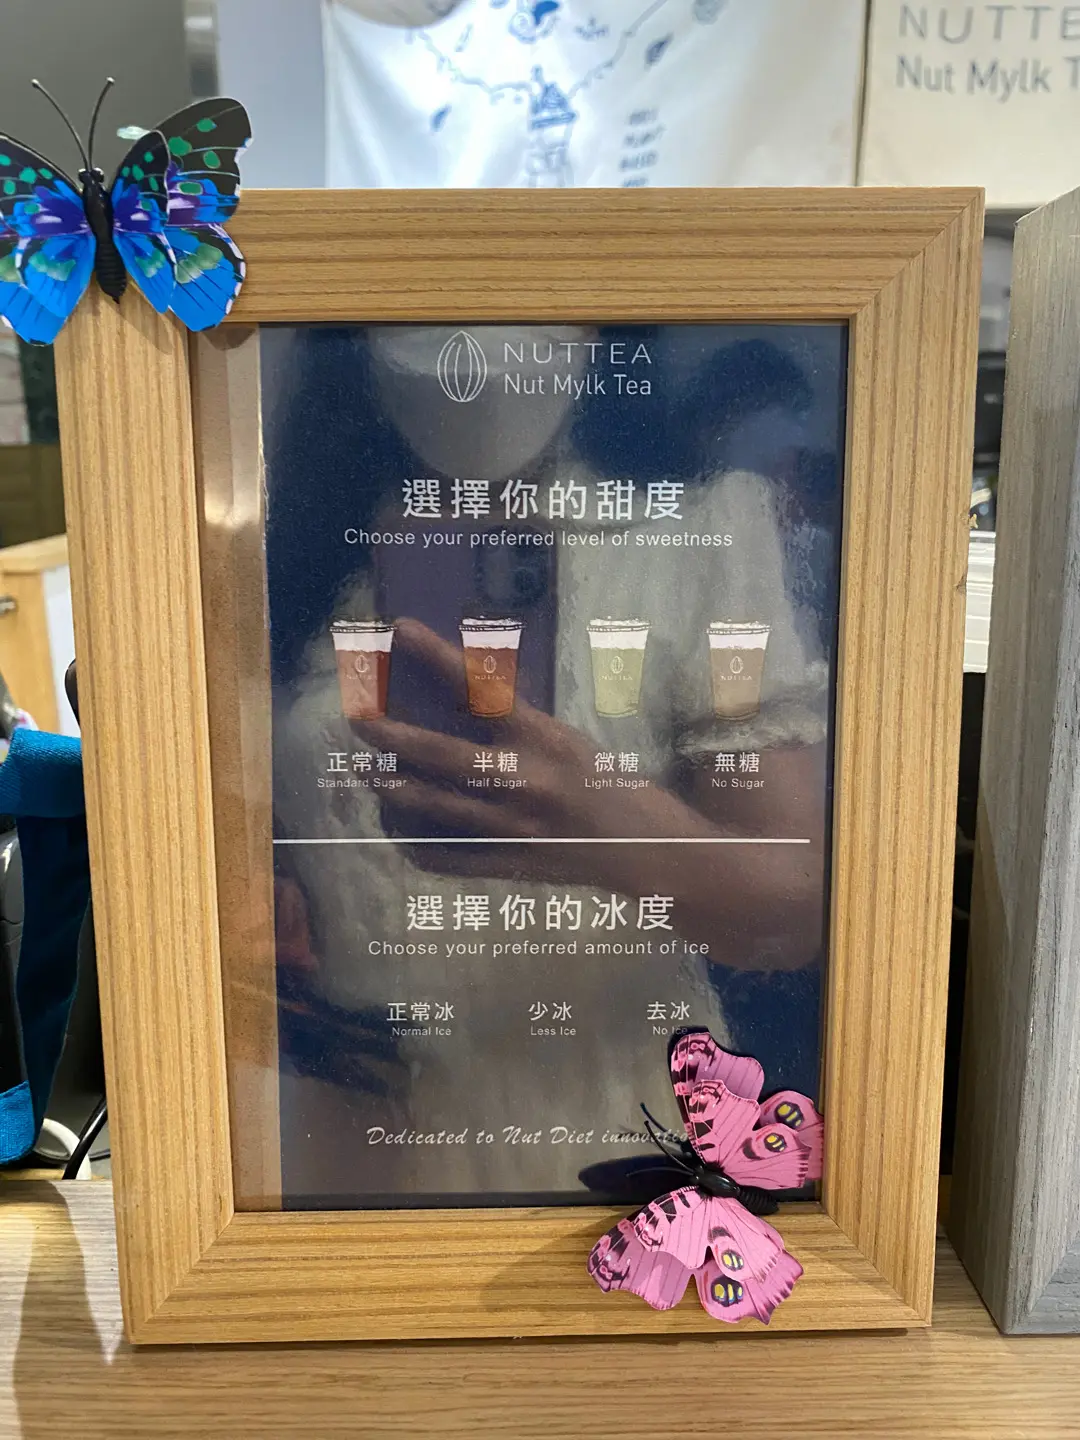 NUTTE
Nut Mylk T
NUTTEA
Nut Mylk Tea
選擇你的甜度
Choose your preferred level of sweetness
正常糖 半糖 微糖 無糖
Standard Sugar Half Sugar Light Sugar No Sugar
選擇你的冰度
Choose your preferred amount of ice
正常冰 少冰 去冰
Normal Ice Less Ice No Ice
Dedicated to Nut Diet